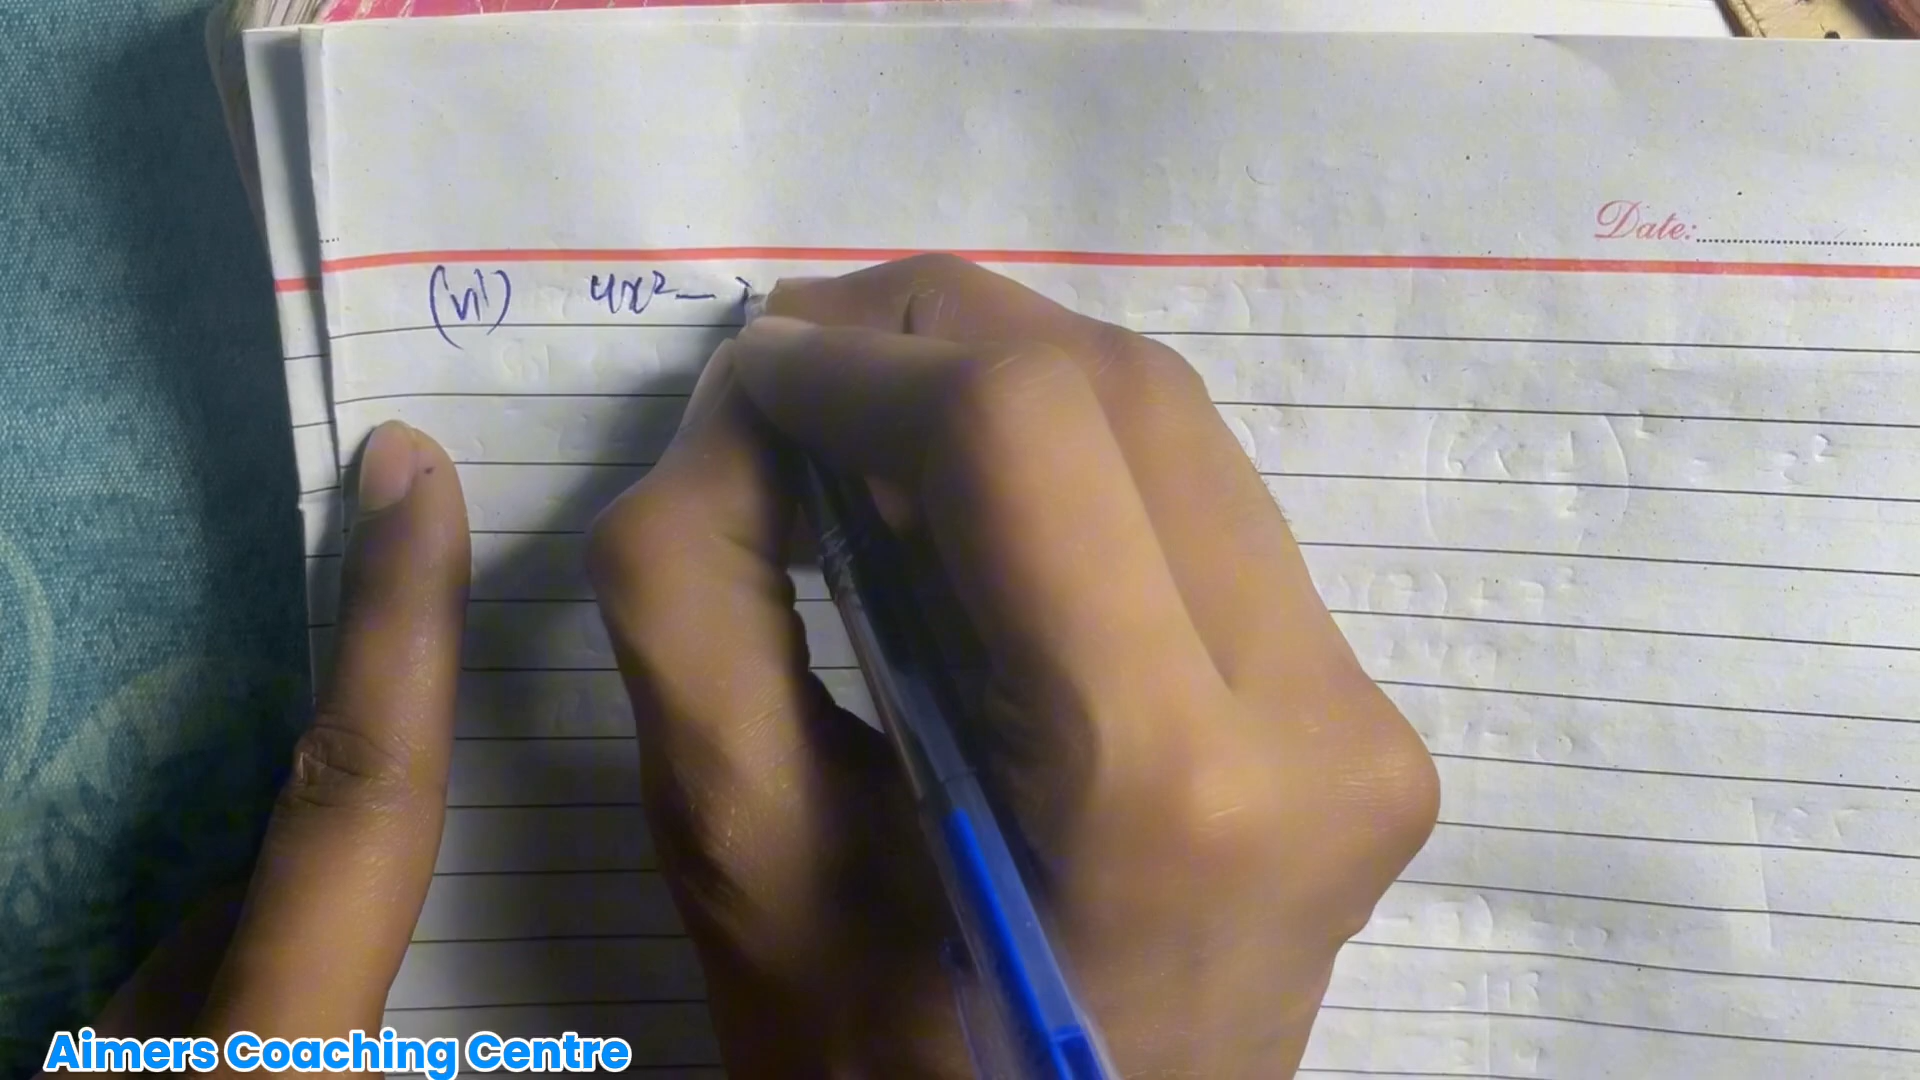 Date:
(vi) 4x² –
Aimers Coaching Centre